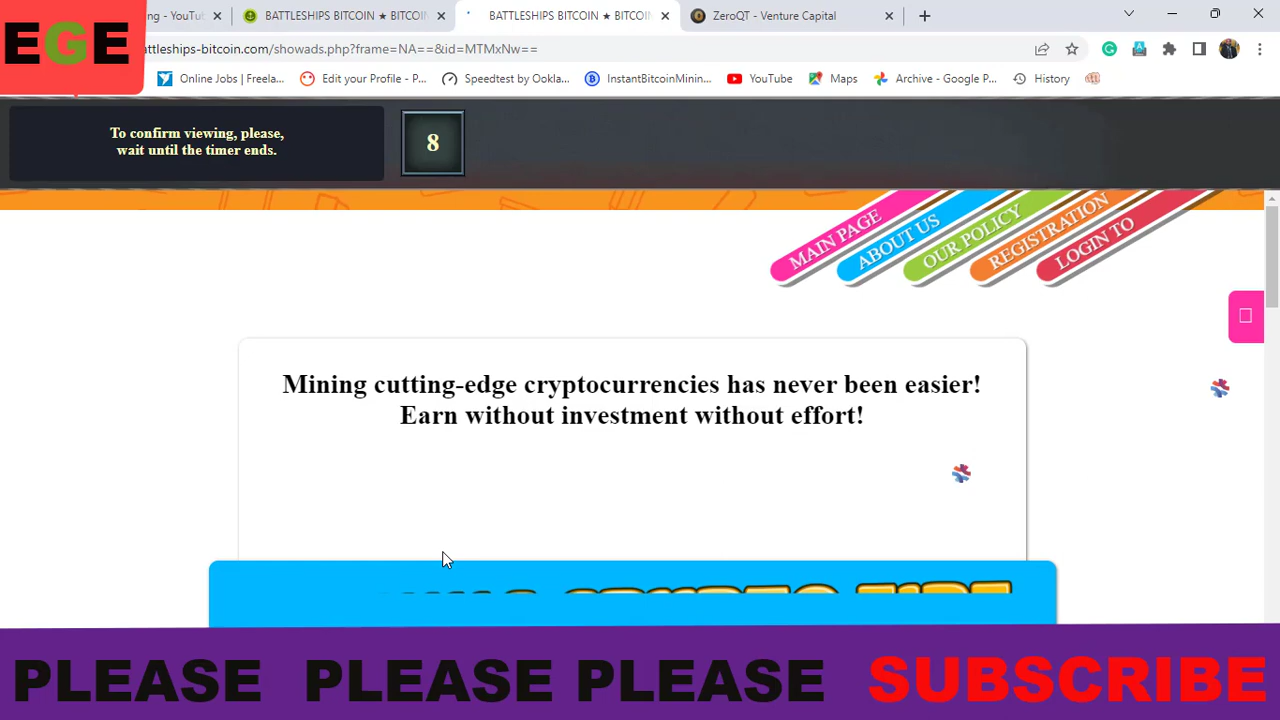 ng - YouTu
BATTLESHIPS BITCOIN ★ BITCOI
BATTLESHIPS BITCOIN ★ BITCOI
ZeroQT - Venture Capital
EGE
attleships-bitcoin.com/showads.php?frame=NA==&id=MTMxNw==
Online Jobs | Freela...
Edit your Profile - P...
Speedtest by Ookla...
InstantBitcoinMinin...
YouTube
Maps
Archive - Google P...
History
To confirm viewing, please,
wait until the timer ends.
8
MAIN PAGE
ABOUT US
OUR POLICY
REGISTRATION
LOGIN TO
Mining cutting-edge cryptocurrencies has never been easier!
Earn without investment without effort!
PLEASE PLEASE PLEASE SUBSCRIBE